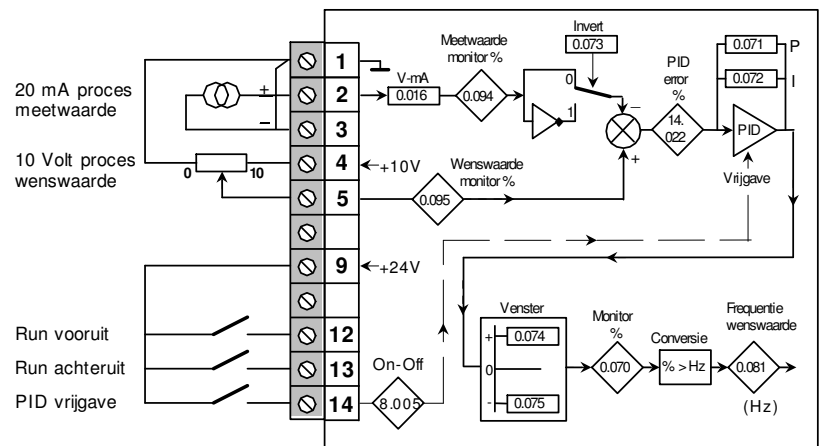 20 mA proces
meetwaarde
10 Volt proces
wenswaarde
0
10
Run vooruit
Run achteruit
PID vrijgave
+
−
1
2
3
4
5
9
12
13
14
+10V
+24V
V-mA
0.016
Meetwaarde
monitor %
0.094
Invert
0.073
0
1
−
+
PID
error
%
14.
022
0.071
P
0.072
I
PID
Vrijgave
Wenswaarde
monitor %
0.095
On-Off
8.005
Venster
+
0.074
0
-
0.075
Monitor
%
0.070
Conversie
% >Hz
Frequentie
wenswaarde
0.081
(Hz)